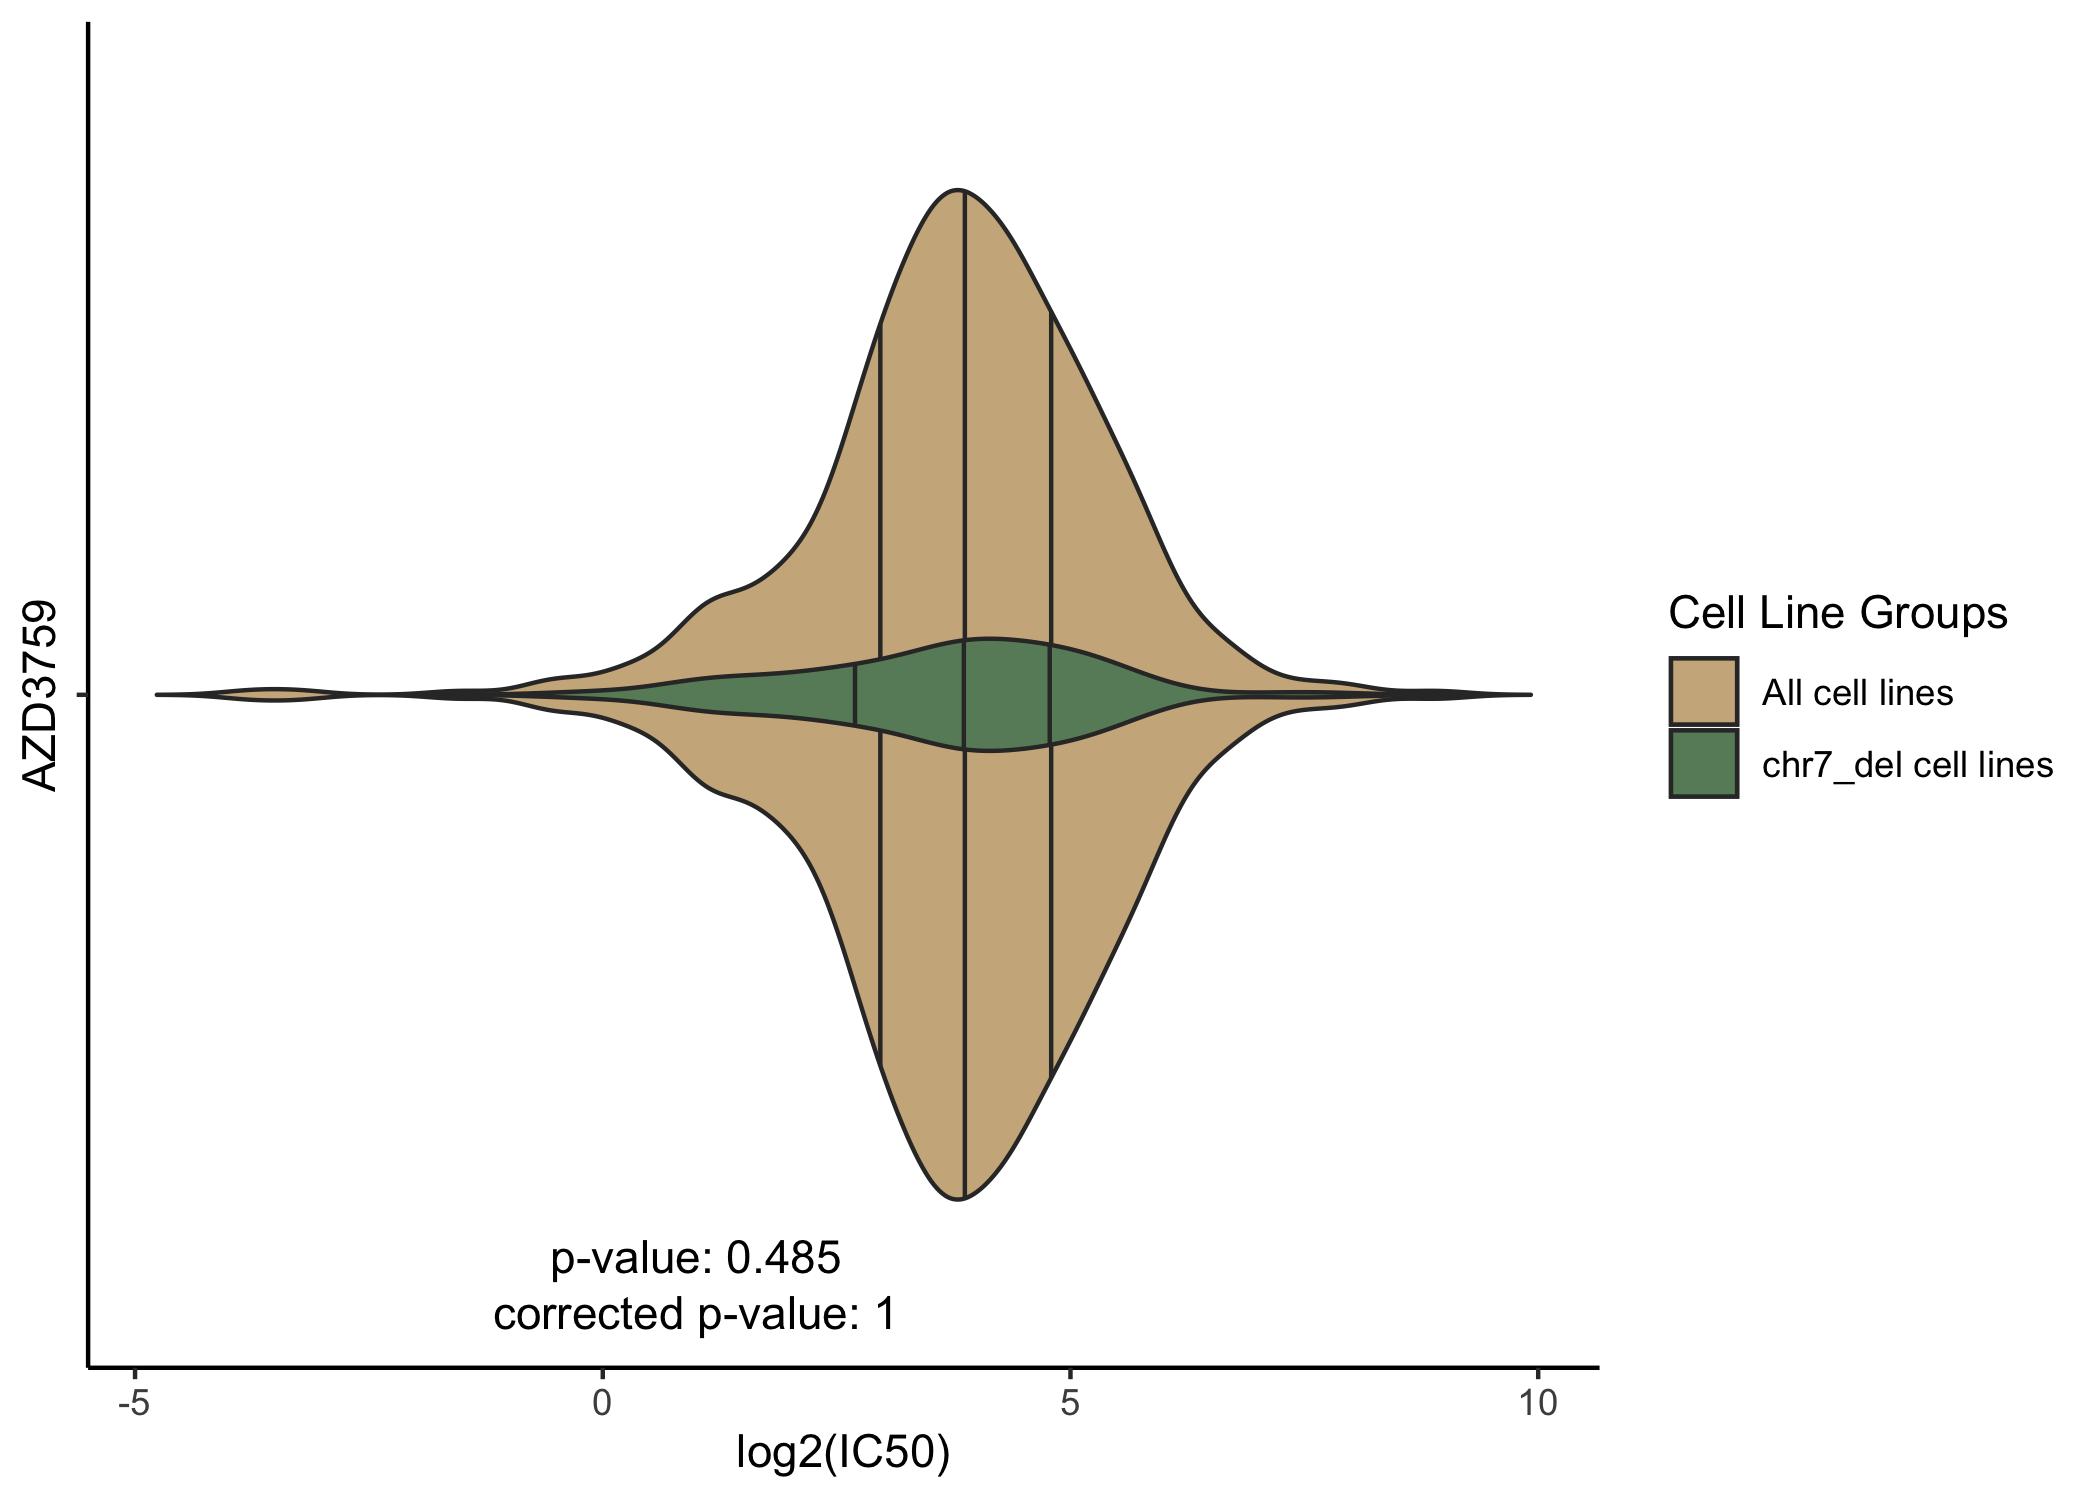 AZD3759
Cell Line Groups
All cell lines
chr7_del cell lines
p-value: 0.485
corrected p-value: 1
-5 0 5 10
log2(IC50)